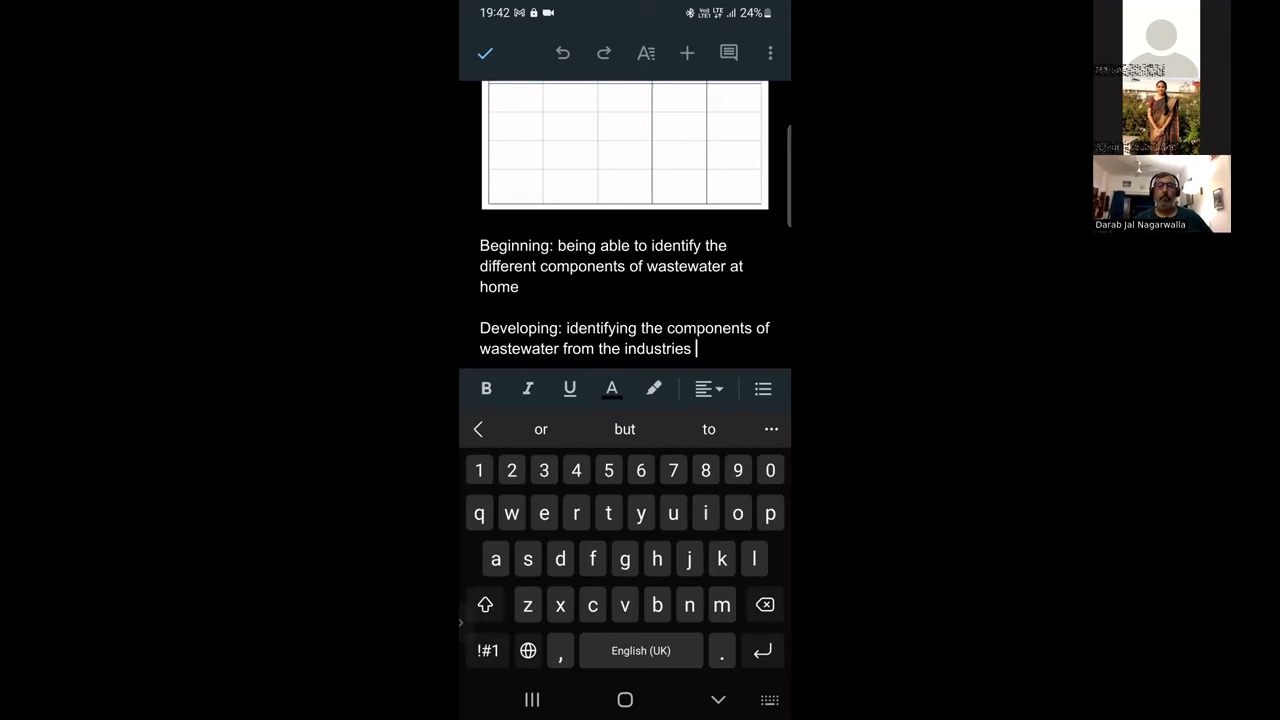 19:42 24%
Beginning: being able to identify the
different components of wastewater at
home
Developing: identifying the components of
wastewater from the industries
B I U A
or but to
1 2 3 4 5 6 7 8 9 0
q w e r t y u i o p
a s d f g h j k l
z x c v b n m
!#1 , English (UK) .
Darab Jal Nagarwalla